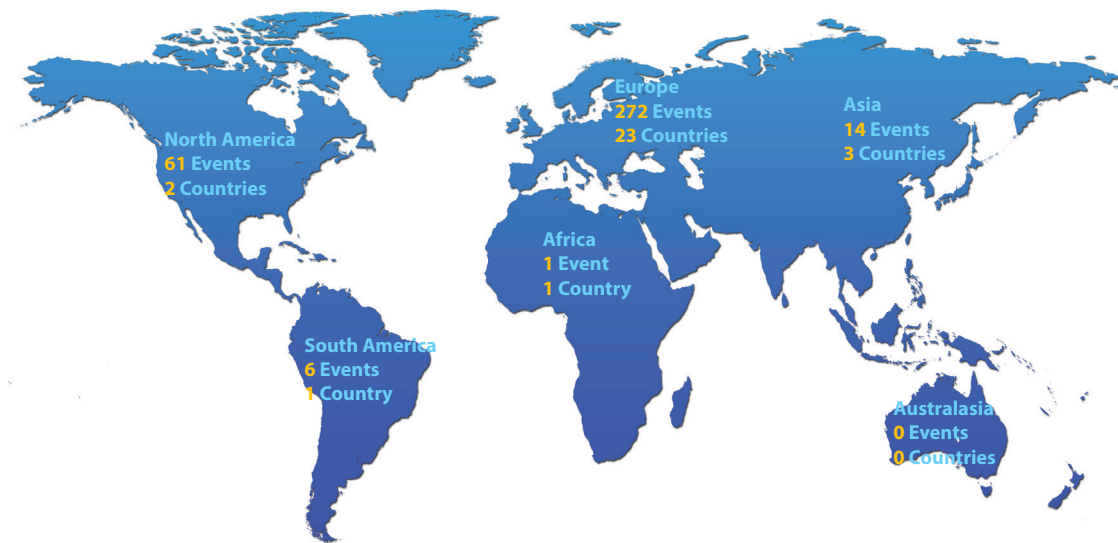 North America
61 Events
2 Countries
Europe
272 Events
23 Countries
Asia
14 Events
3 Countries
Africa
1 Event
1 Country
South America
6 Events
1 Country
Australasia
0 Events
0 Countries